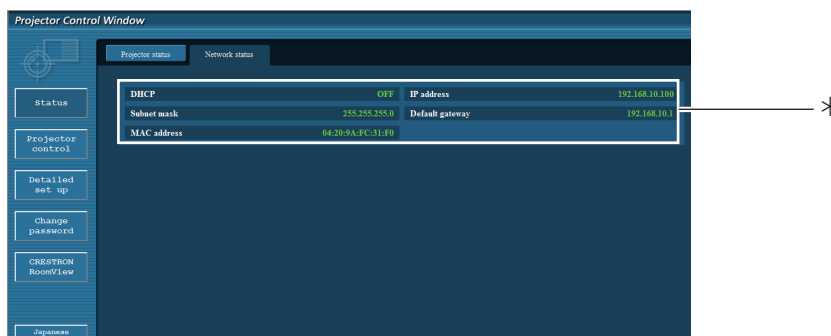 Projector Control Window
Projector status
Network status
DHCP OFF IP address 192.168.10.100
Subnet mask 255.255.255.0 Default gateway 192.168.10.1
MAC address 04:20:9A:FC:31:F0
Status
Projector
control
Detailed
set up
Change
password
CRESTRON
RoomView
Japanese